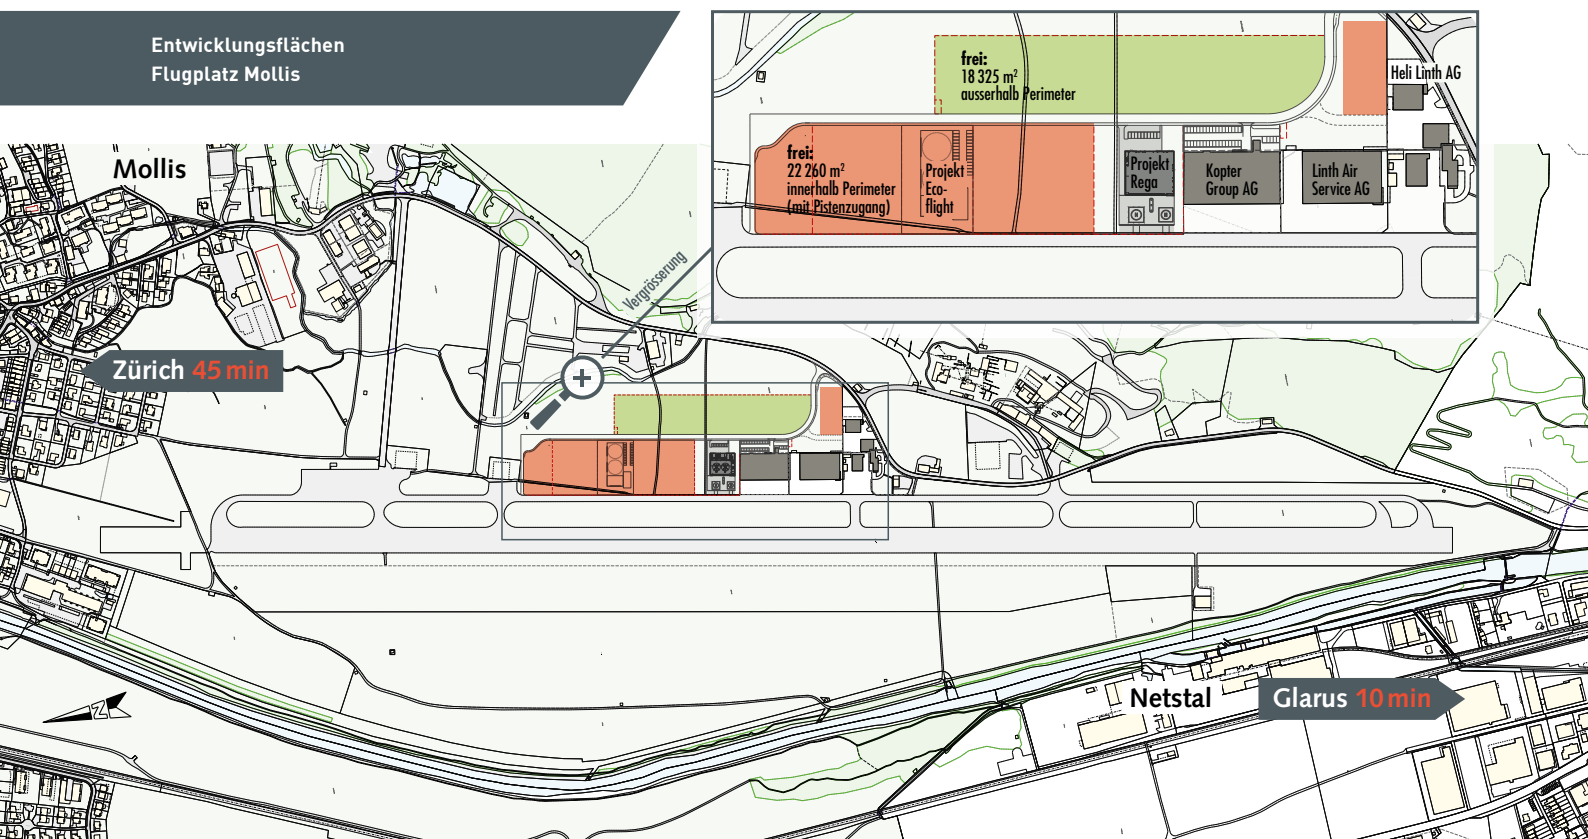 Entwicklungsflächen
Flugplatz Mollis
frei:
18 325 m²
ausserhalb Perimeter
Heli Linth AG
frei:
22 260 m²
innerhalb Perimeter
(mit Pistenzugang)
Projekt
Eco-
flight
Projekt
Rega
Kopter
Group AG
Linth Air
Service AG
Mollis
Vergrösserung
Zürich 45 min
N
Netstal
Glarus 10 min